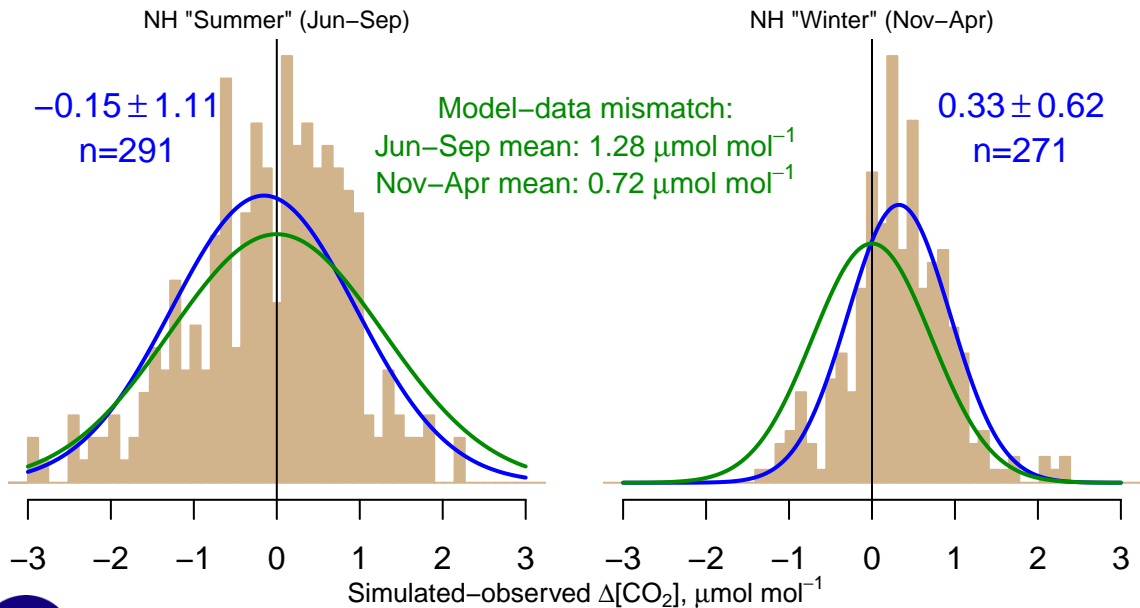 NH "Summer" (Jun−Sep)
NH "Winter" (Nov−Apr)
−0.15 ± 1.11
n=291
Model−data mismatch:
Jun−Sep mean: 1.28 μmol mol⁻¹
Nov−Apr mean: 0.72 μmol mol⁻¹
0.33 ± 0.62
n=271
−3 −2 −1 0 1 2 3
−3 −2 −1 0 1 2 3
Simulated−observed Δ[CO₂], μmol mol⁻¹